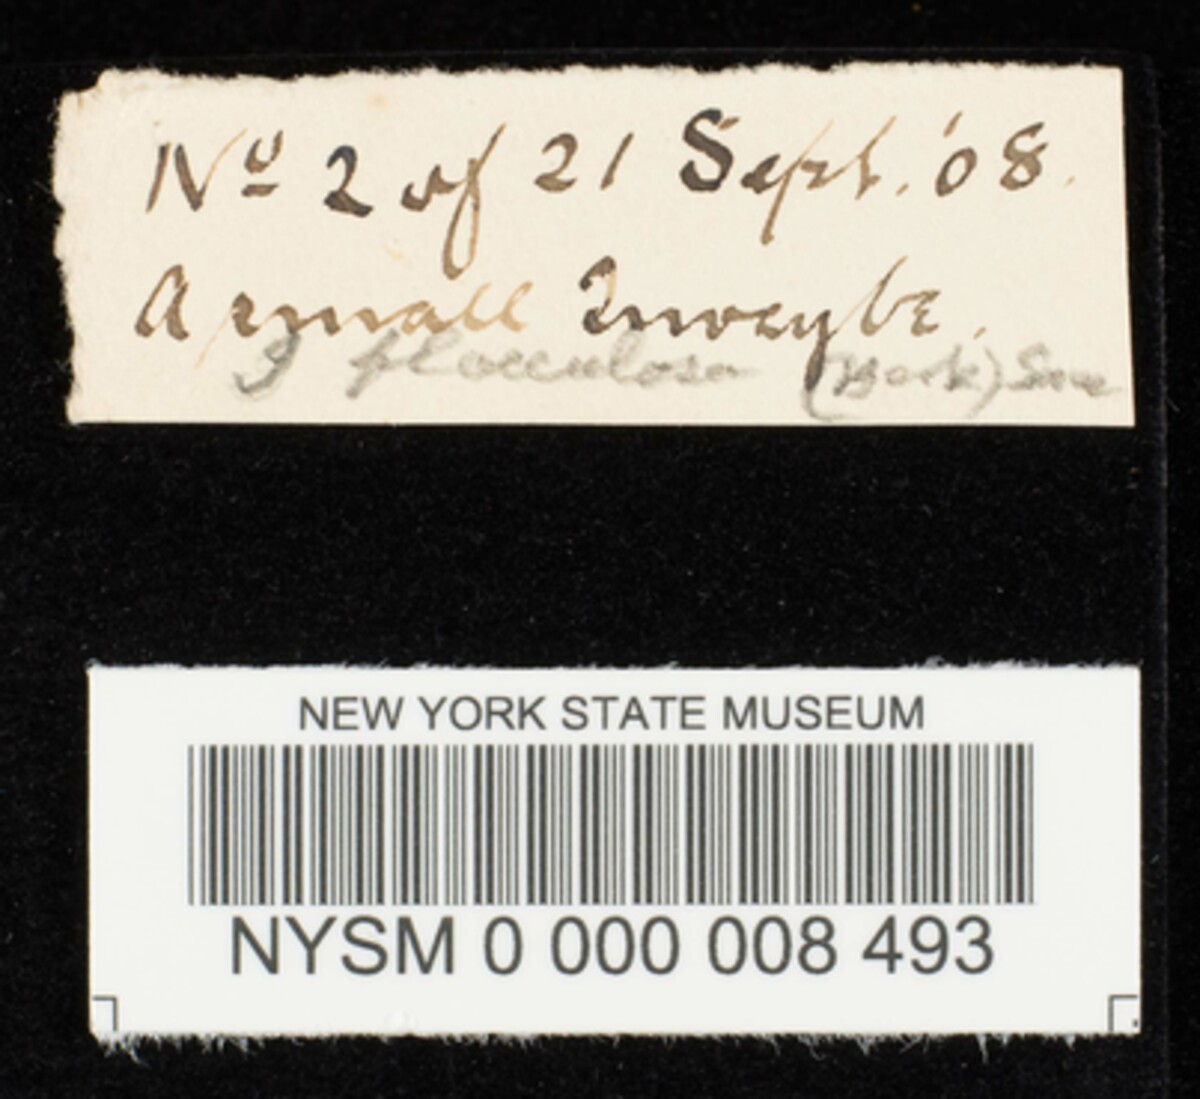 No 2 of 21 Sept. '08.
A small Inocybe.
I flocculosa (Berk) Sacc
NEW YORK STATE MUSEUM
NYSM 0 000 008 493